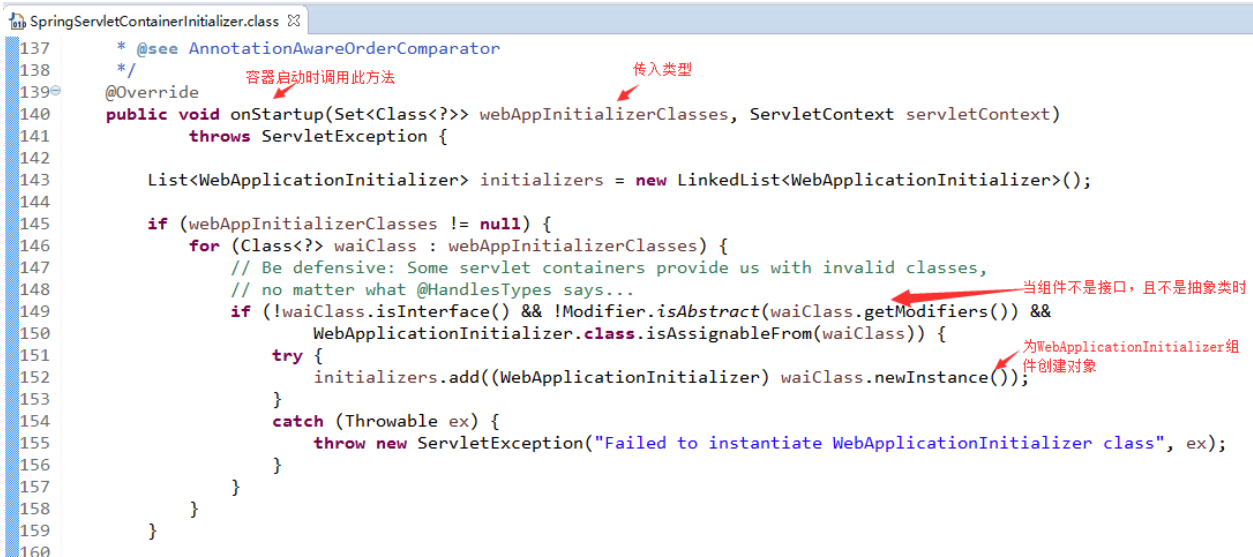 SpringServletContainerInitializer.class
137 * @see AnnotationAwareOrderComparator
138 */
容器启动时调用此方法
传入类型
139 @Override
140 public void onStartup(Set<Class<?>> webAppInitializerClasses, ServletContext servletContext)
141 throws ServletException {
142
143 List<WebApplicationInitializer> initializers = new LinkedList<WebApplicationInitializer>();
144
145 if (webAppInitializerClasses != null) {
146 for (Class<?> waiClass : webAppInitializerClasses) {
147 // Be defensive: Some servlet containers provide us with invalid classes,
148 // no matter what @HandlesTypes says...
当组件不是接口，且不是抽象类时
149 if (!waiClass.isInterface() && !Modifier.isAbstract(waiClass.getModifiers()) &&
150 WebApplicationInitializer.class.isAssignableFrom(waiClass)) {
151 try {
为WebApplicationInitializer组
件创建对象
152 initializers.add((WebApplicationInitializer) waiClass.newInstance());
153 }
154 catch (Throwable ex) {
155 throw new ServletException("Failed to instantiate WebApplicationInitializer class", ex);
156 }
157 }
158 }
159 }
160